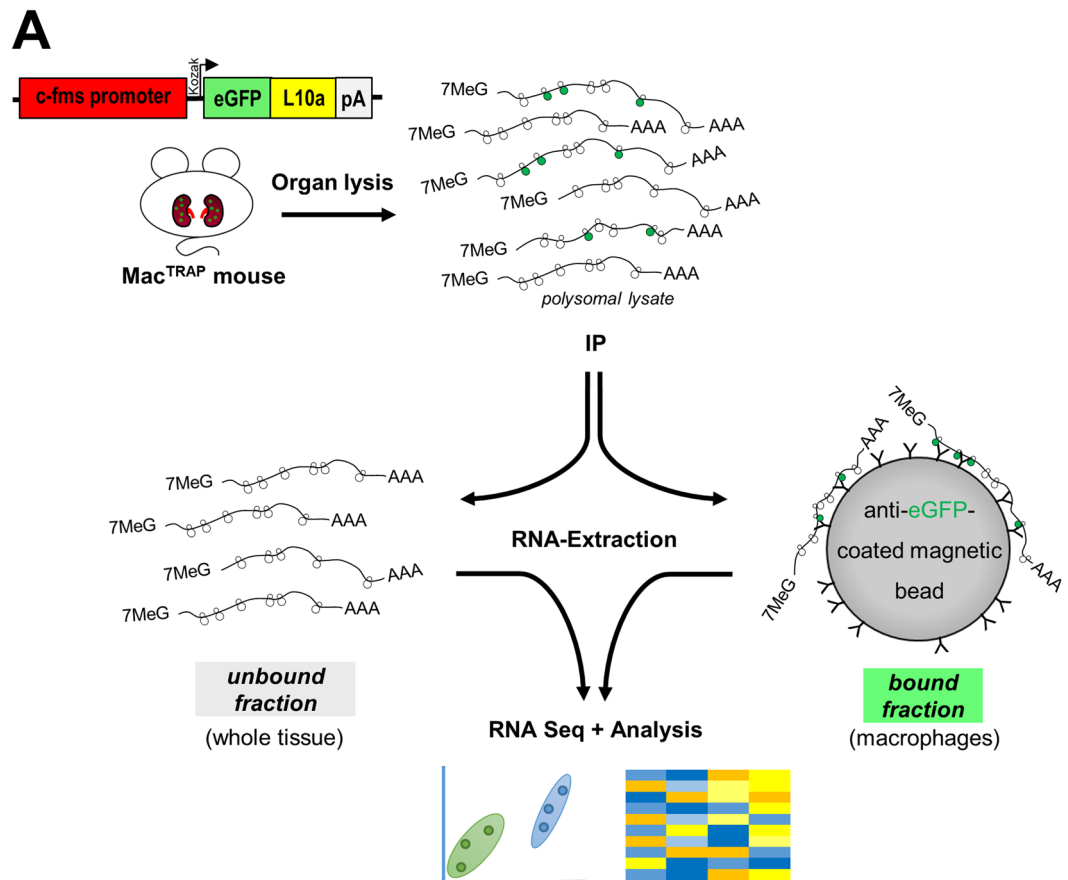 A
c-fms promoter
Kozak
eGFP
L10a
pA
Organ lysis
MacTRAP mouse
7MeG
AAA
7MeG
AAA
7MeG
AAA
7MeG
AAA
7MeG
AAA
7MeG
AAA
polysomal lysate
IP
7MeG
AAA
7MeG
AAA
7MeG
AAA
7MeG
AAA
RNA-Extraction
7MeG
AAA
7MeG
AAA
anti-eGFP-
coated magnetic
bead
unbound
fraction
(whole tissue)
bound
fraction
(macrophages)
RNA Seq + Analysis